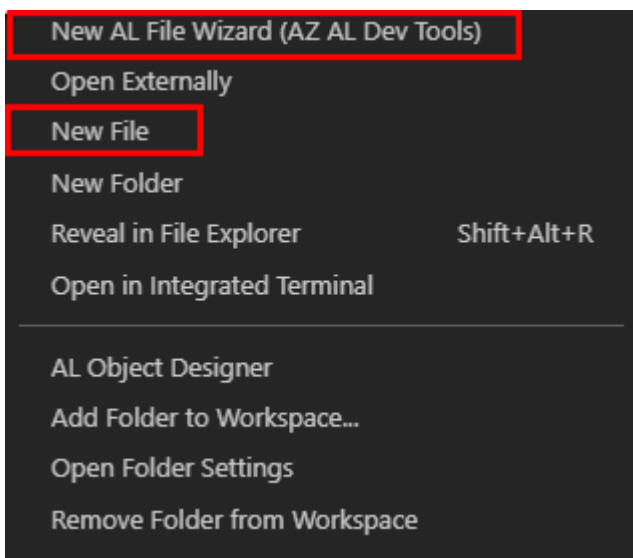 New AL File Wizard (AZ AL Dev Tools)
Open Externally
New File
New Folder
Reveal in File Explorer Shift+Alt+R
Open in Integrated Terminal
AL Object Designer
Add Folder to Workspace...
Open Folder Settings
Remove Folder from Workspace